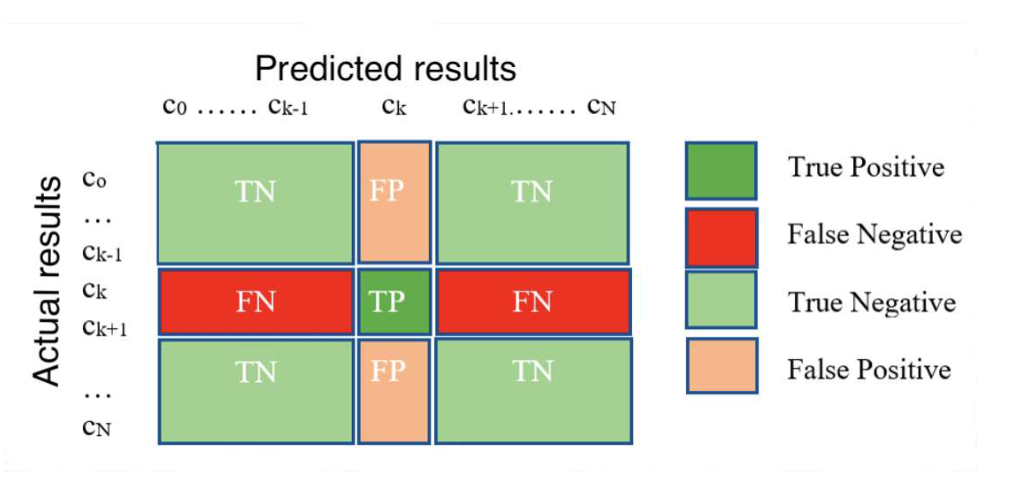 Predicted results
c0 ...... ck-1 ck ck+1....... cN
Actual results
c0
...
ck-1
ck
ck+1
...
cN
TN FP TN
FN TP FN
TN FP TN
True Positive
False Negative
True Negative
False Positive